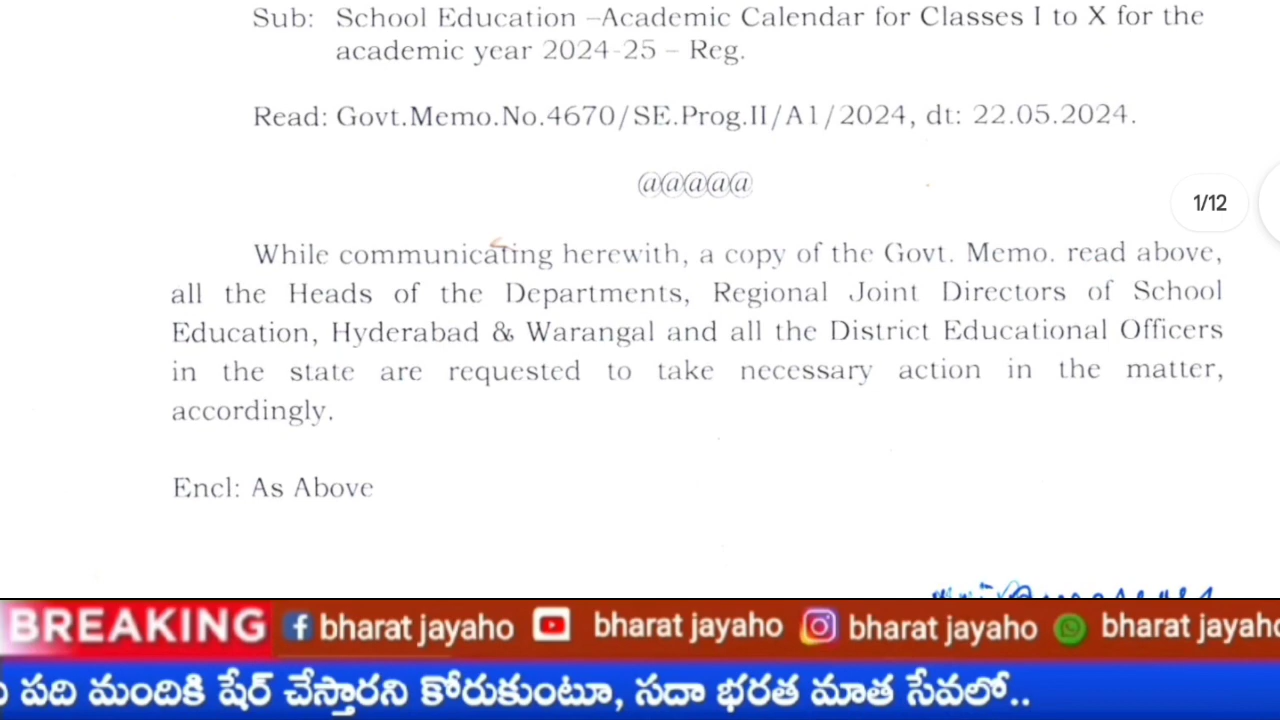 Sub: School Education –Academic Calendar for Classes I to X for the
academic year 2024-25 – Reg.
Read: Govt.Memo.No.4670/SE.Prog.II/A1/2024, dt: 22.05.2024.
@@@@@
1/12
While communicating herewith, a copy of the Govt. Memo. read above,
all the Heads of the Departments, Regional Joint Directors of School
Education, Hyderabad & Warangal and all the District Educational Officers
in the state are requested to take necessary action in the matter,
accordingly.
Encl: As Above
BREAKING bharat jayaho bharat jayaho bharat jayaho bharat jayaho
పది మందికి షేర్ చేస్తారని కోరుకుంటూ, సదా భరత మాత సేవలో..